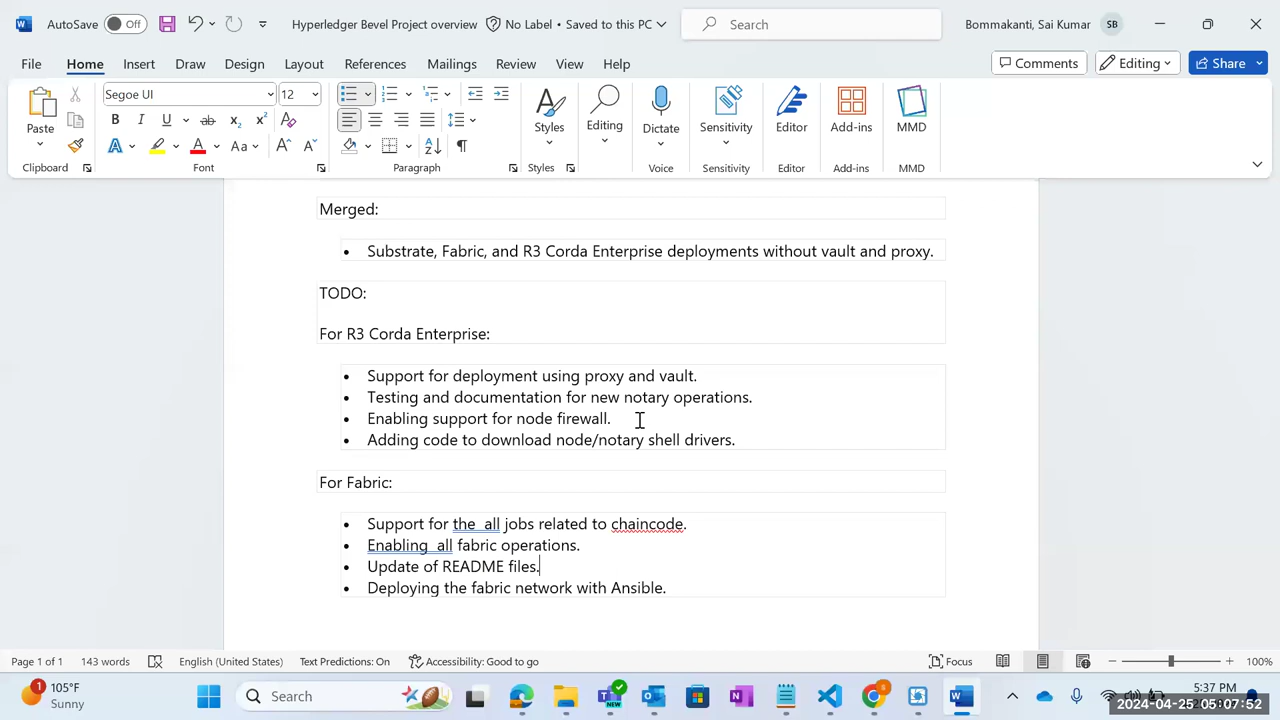 AutoSave Off Hyperledger Bevel Project overview No Label • Saved to this PC Search Bommakanti, Sai Kumar SB
File Home Insert Draw Design Layout References Mailings Review View Help Comments Editing Share
Segoe UI 12
Paste Styles Editing Dictate Sensitivity Editor Add-ins MMD
Clipboard Font Paragraph Styles Voice Sensitivity Editor Add-ins MMD
Merged:
• Substrate, Fabric, and R3 Corda Enterprise deployments without vault and proxy.
TODO:
For R3 Corda Enterprise:
• Support for deployment using proxy and vault.
• Testing and documentation for new notary operations.
• Enabling support for node firewall.
• Adding code to download node/notary shell drivers.
For Fabric:
• Support for the  all jobs related to chaincode.
• Enabling  all fabric operations.
• Update of README files.
• Deploying the fabric network with Ansible.
Page 1 of 1 143 words English (United States) Text Predictions: On Accessibility: Good to go Focus 100%
1 105°F
Sunny
Search
NEW
6
5:37 PM
2024-04-25 05:07:52